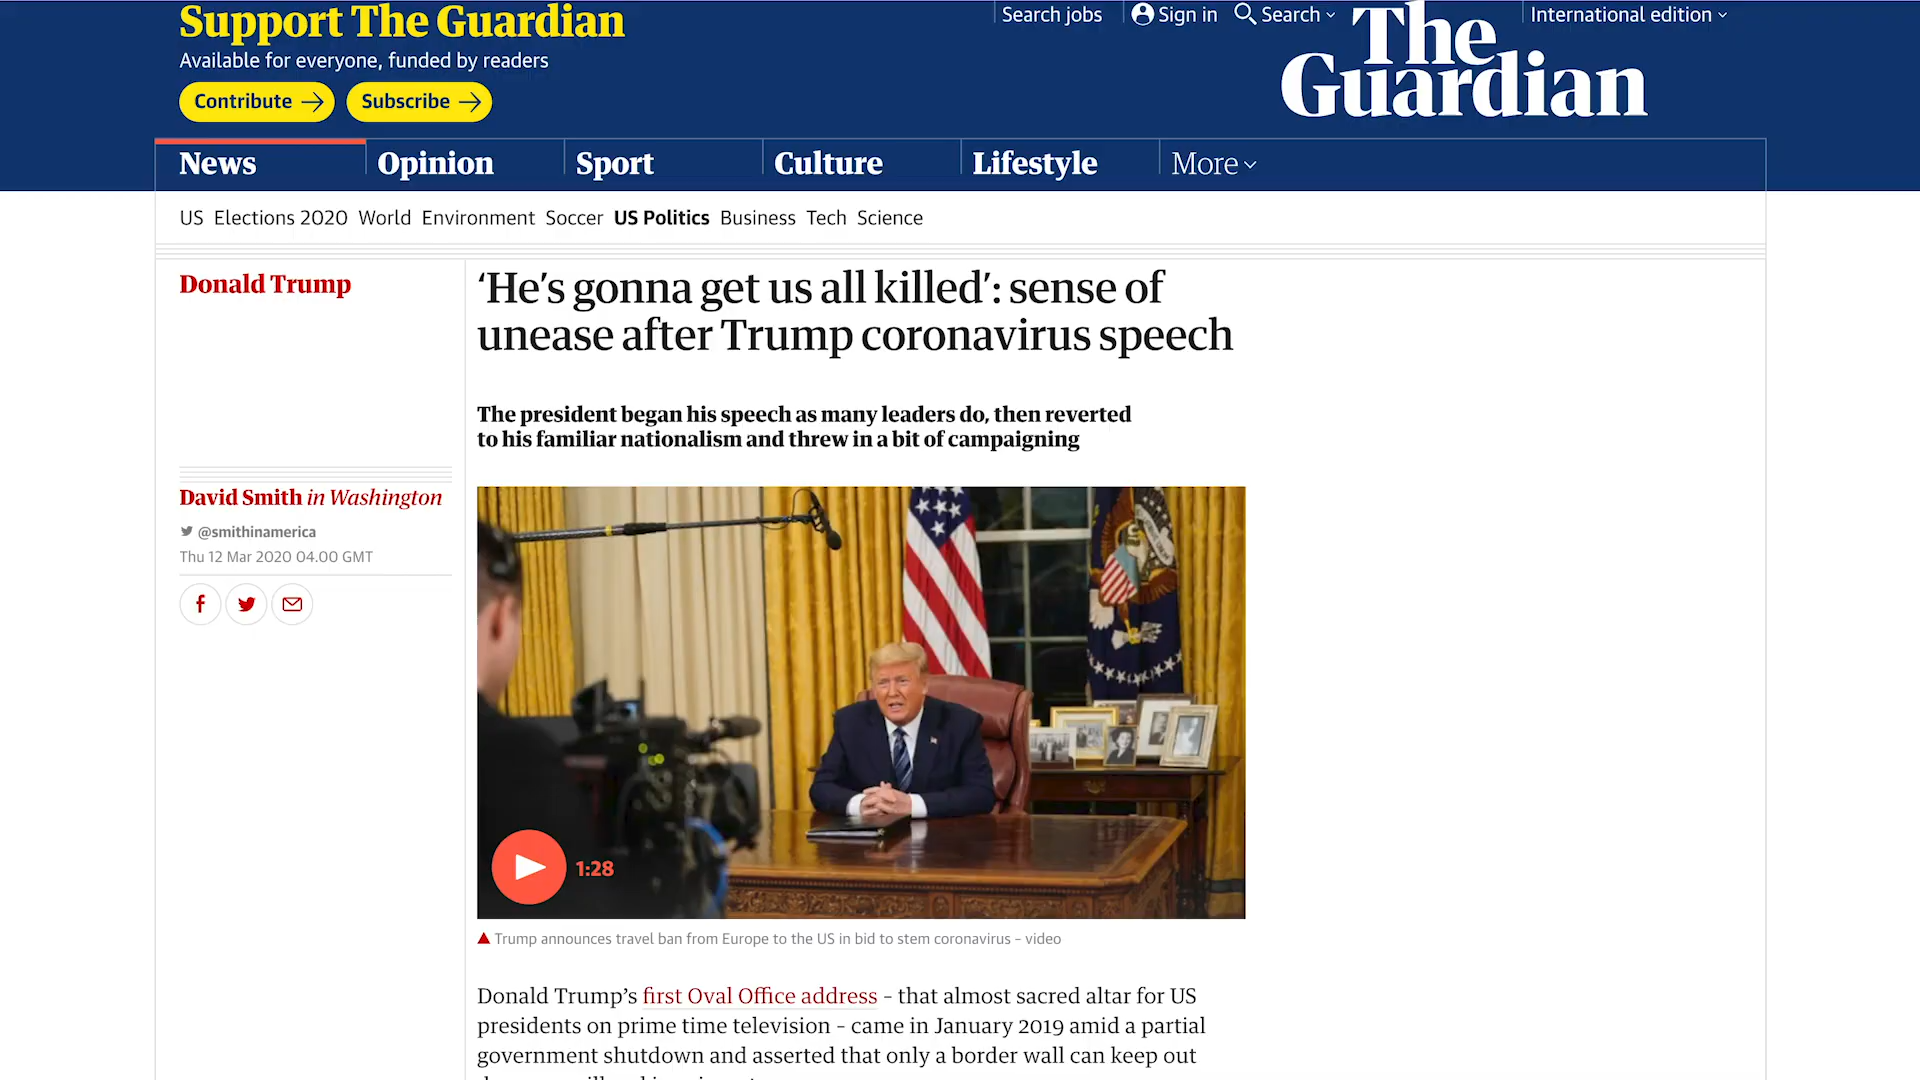 Support The Guardian
Available for everyone, funded by readers
Contribute
Subscribe
Search jobs
Sign in
Search
International edition
The
Guardian
News
Opinion
Sport
Culture
Lifestyle
More
US Elections 2020 World Environment Soccer US Politics Business Tech Science
Donald Trump
‘He’s gonna get us all killed’: sense of
unease after Trump coronavirus speech
The president began his speech as many leaders do, then reverted
to his familiar nationalism and threw in a bit of campaigning
David Smith in Washington
@smithinamerica
Thu 12 Mar 2020 04.00 GMT
1:28
Trump announces travel ban from Europe to the US in bid to stem coronavirus – video
Donald Trump’s first Oval Office address – that almost sacred altar for US
presidents on prime time television – came in January 2019 amid a partial
government shutdown and asserted that only a border wall can keep out